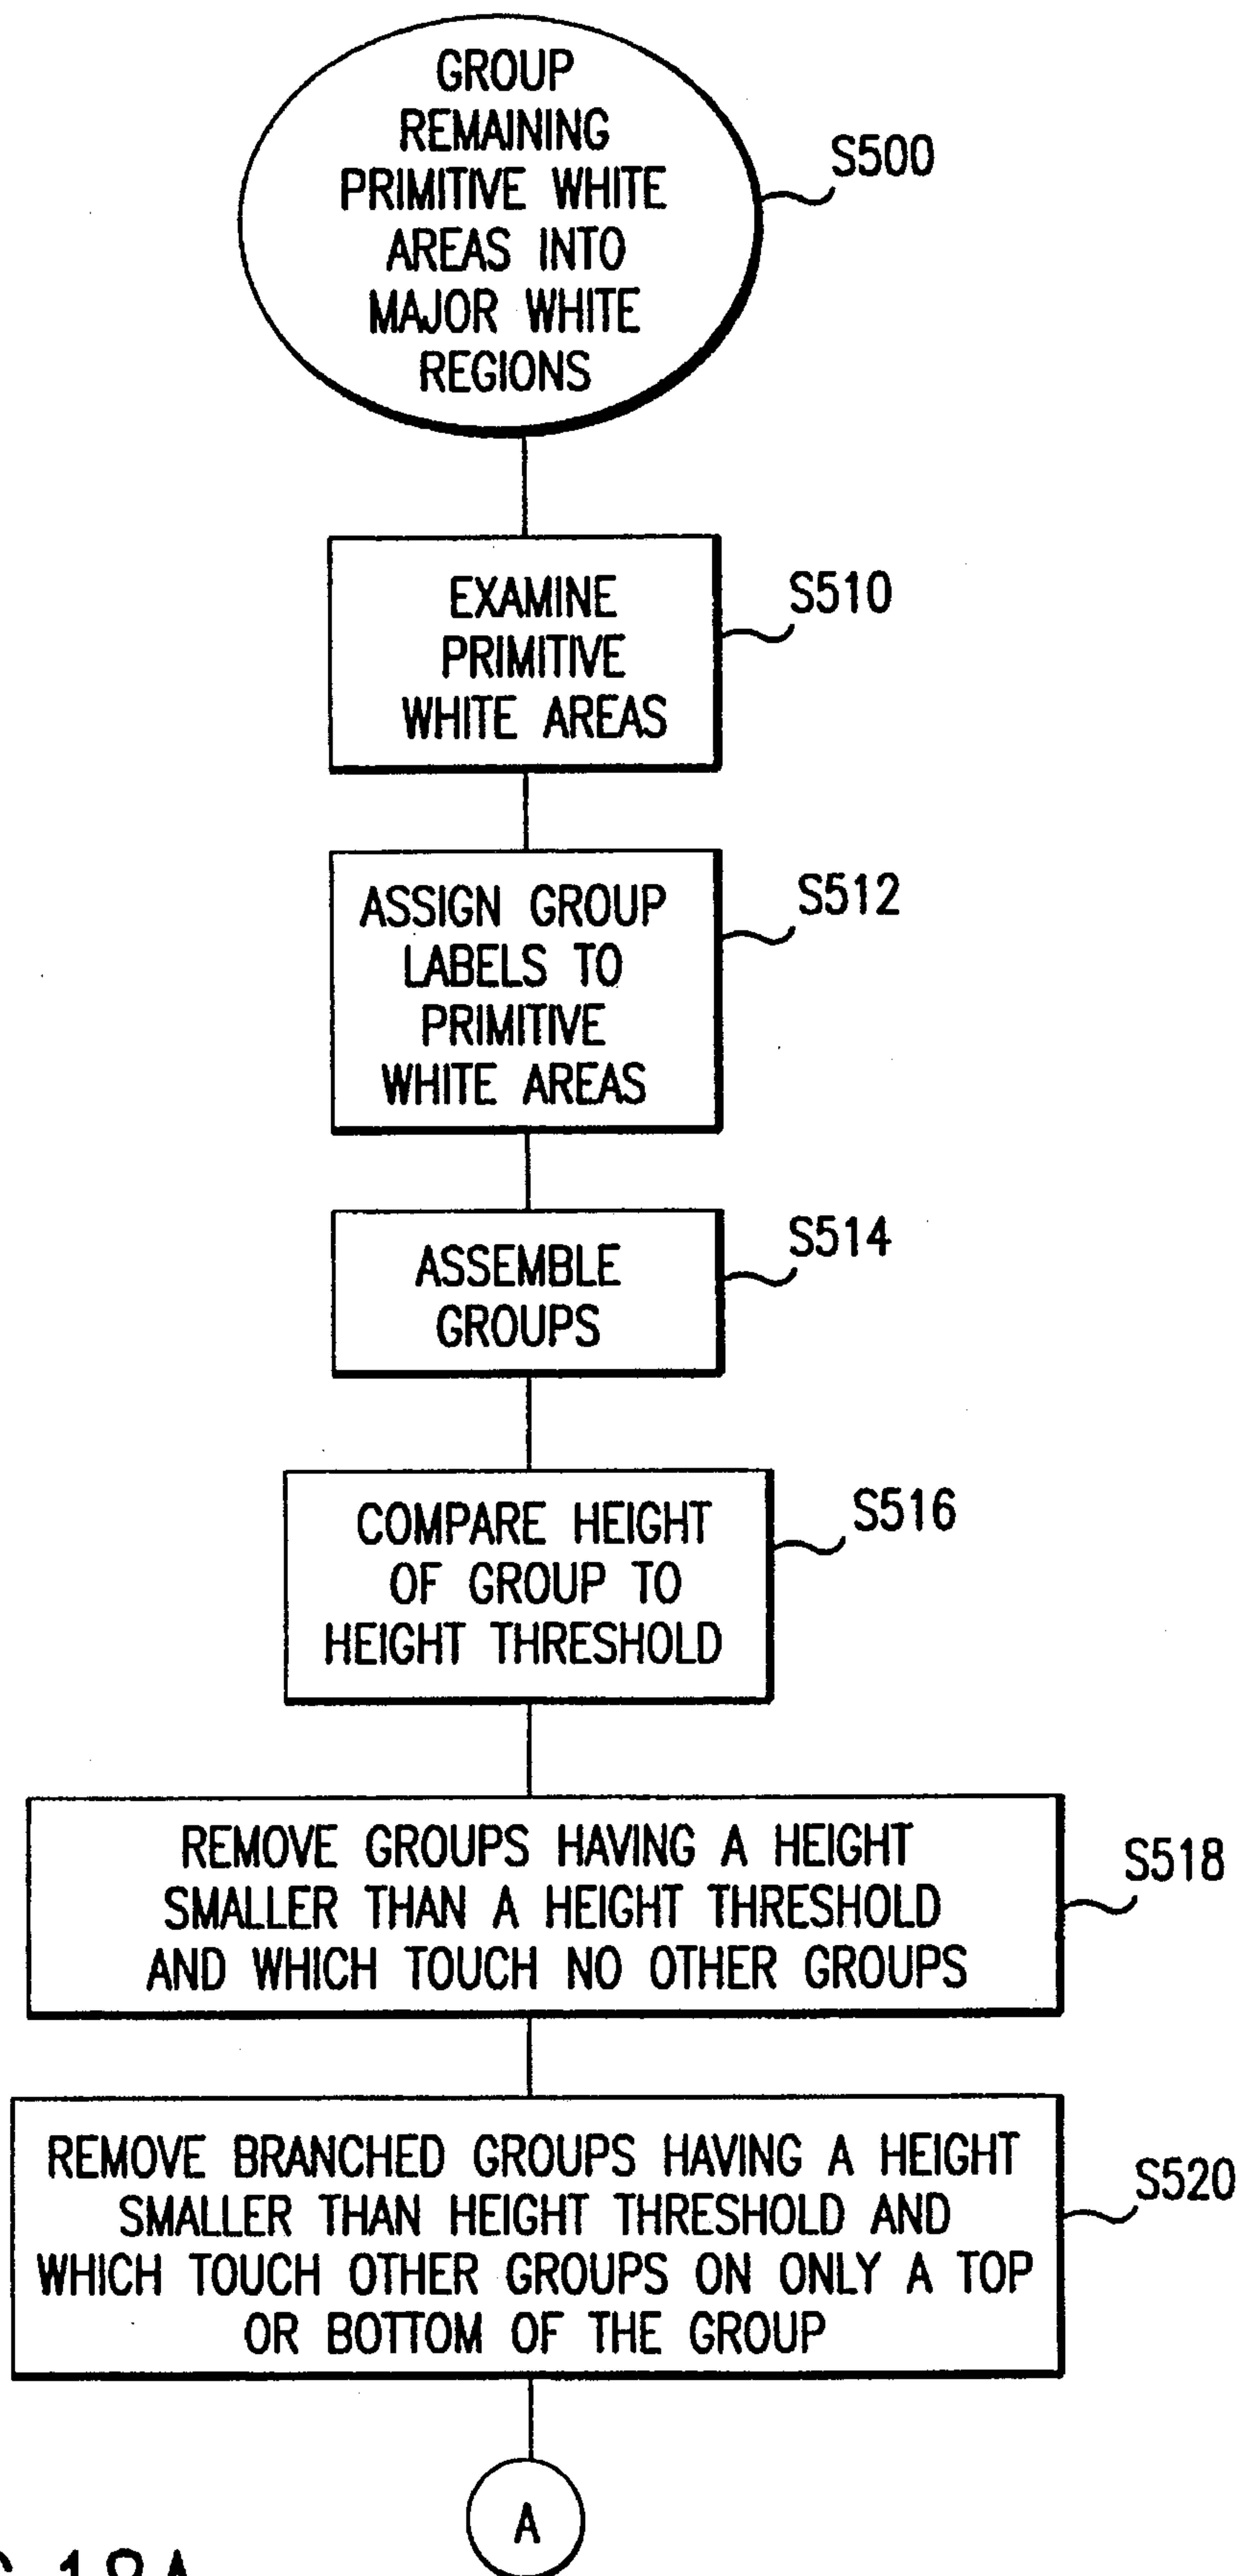 GROUP
REMAINING
PRIMITIVE WHITE
AREAS INTO
MAJOR WHITE
REGIONS
S500
EXAMINE
PRIMITIVE
WHITE AREAS
S510
ASSIGN GROUP
LABELS TO
PRIMITIVE
WHITE AREAS
S512
ASSEMBLE
GROUPS
S514
COMPARE HEIGHT
OF GROUP TO
HEIGHT THRESHOLD
S516
REMOVE GROUPS HAVING A HEIGHT
SMALLER THAN A HEIGHT THRESHOLD
AND WHICH TOUCH NO OTHER GROUPS
S518
REMOVE BRANCHED GROUPS HAVING A HEIGHT
SMALLER THAN HEIGHT THRESHOLD AND
WHICH TOUCH OTHER GROUPS ON ONLY A TOP
OR BOTTOM OF THE GROUP
S520
A